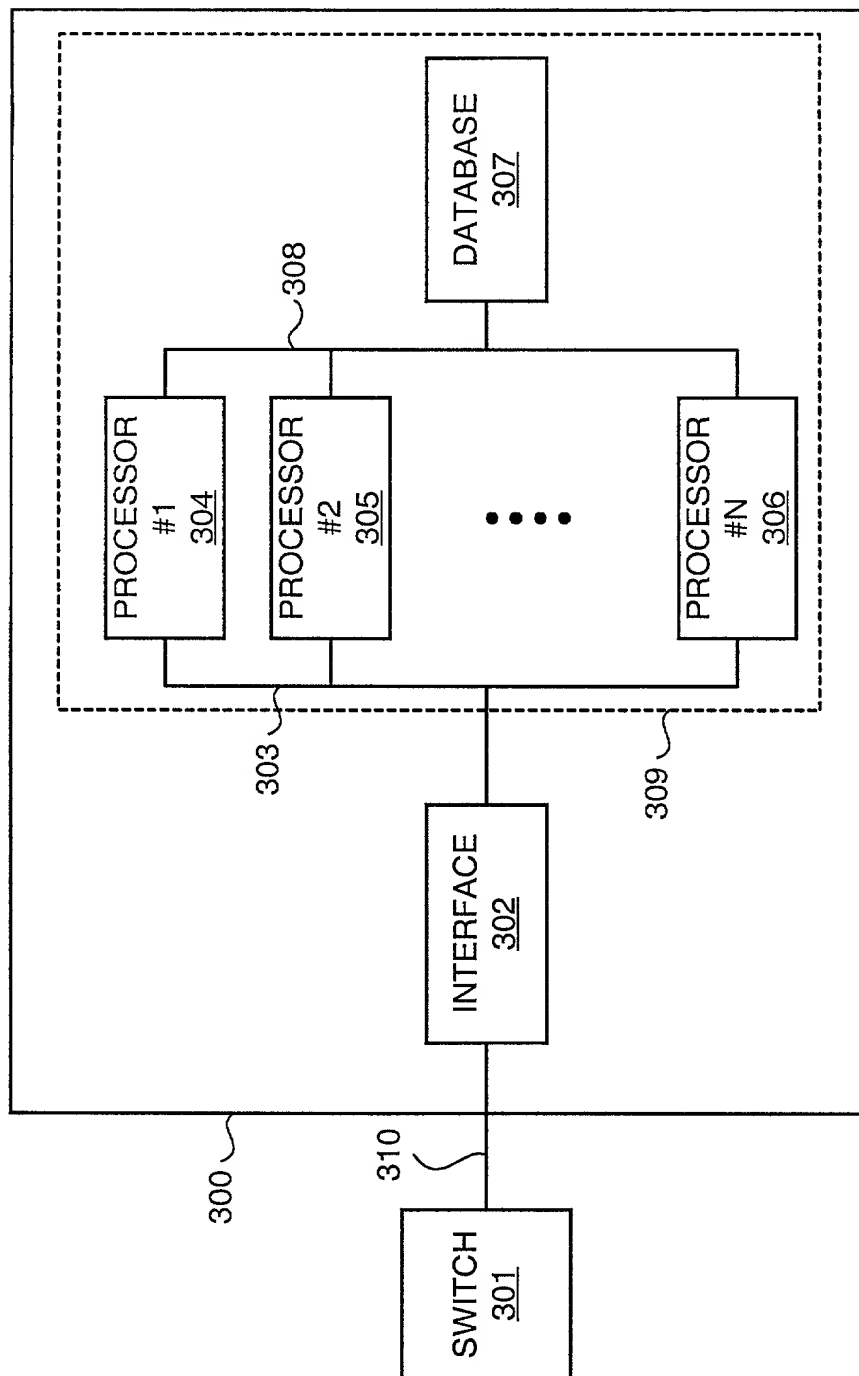 300
SWITCH
301
310
INTERFACE
302
303
309
PROCESSOR
#1
304
PROCESSOR
#2
305
PROCESSOR
#N
306
308
DATABASE
307